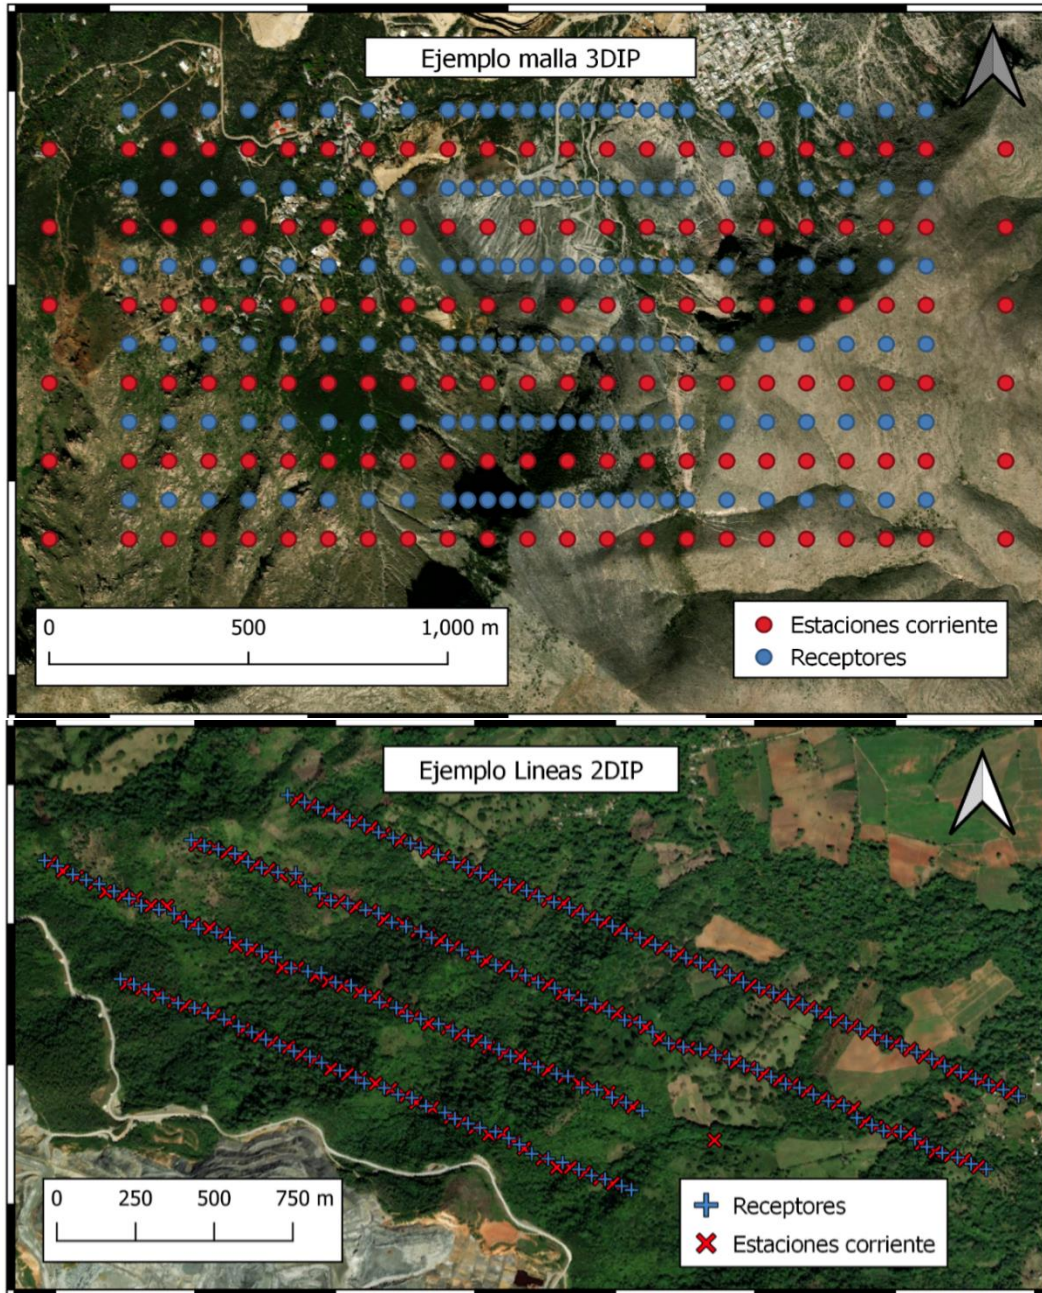 Ejemplo malla 3DIP
0 500 1,000 m
Estaciones corriente
Receptores
Ejemplo Lineas 2DIP
0 250 500 750 m
Receptores
Estaciones corriente